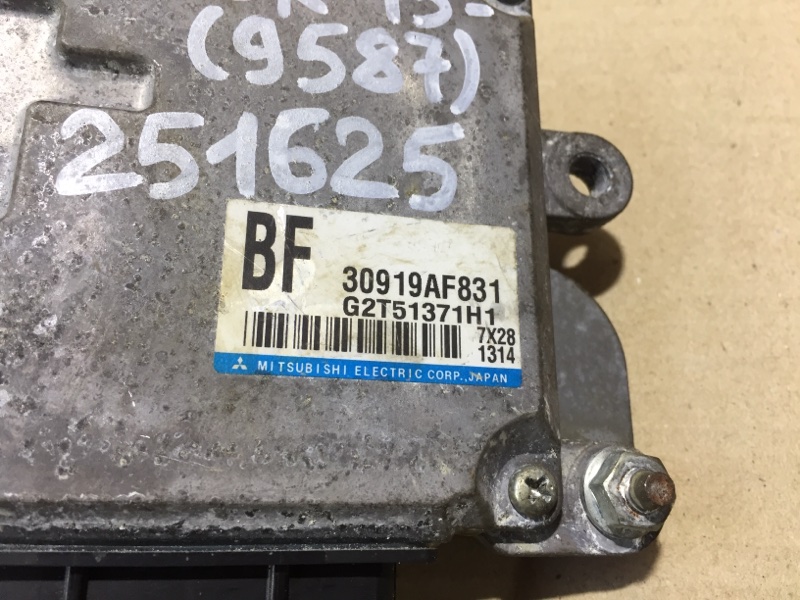 (9587)
251625
BF
30919AF831
G2T51371H1
7X28
1314
MITSUBISHI ELECTRIC CORP., JAPAN